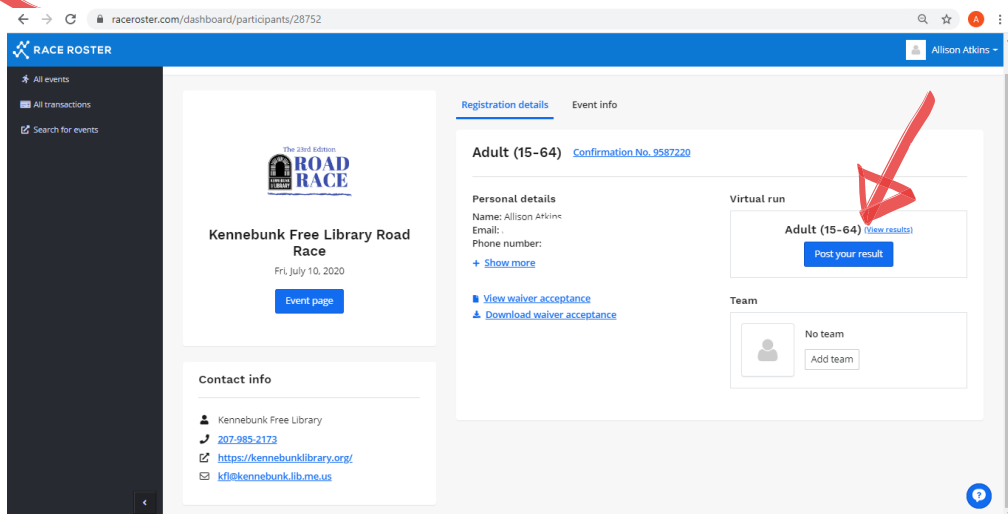 raceroster.com/dashboard/participants/28752
A
RACE ROSTER
Allison Atkins
All events
All transactions
Search for events
The 23rd Edition
ROAD
RACE
Kennebunk Free Library Road
Race
Fri, July 10, 2020
Event page
Contact info
Kennebunk Free Library
207-985-2173
https://kennebunklibrary.org/
kfl@kennebunk.lib.me.us
Registration details Event info
Adult (15-64) Confirmation No. 9587220
Personal details
Name: Allison Atkins
Email:
Phone number:
+ Show more
View waiver acceptance
Download waiver acceptance
Virtual run
Adult (15-64) (View results)
Post your result
Team
No team
Add team
?